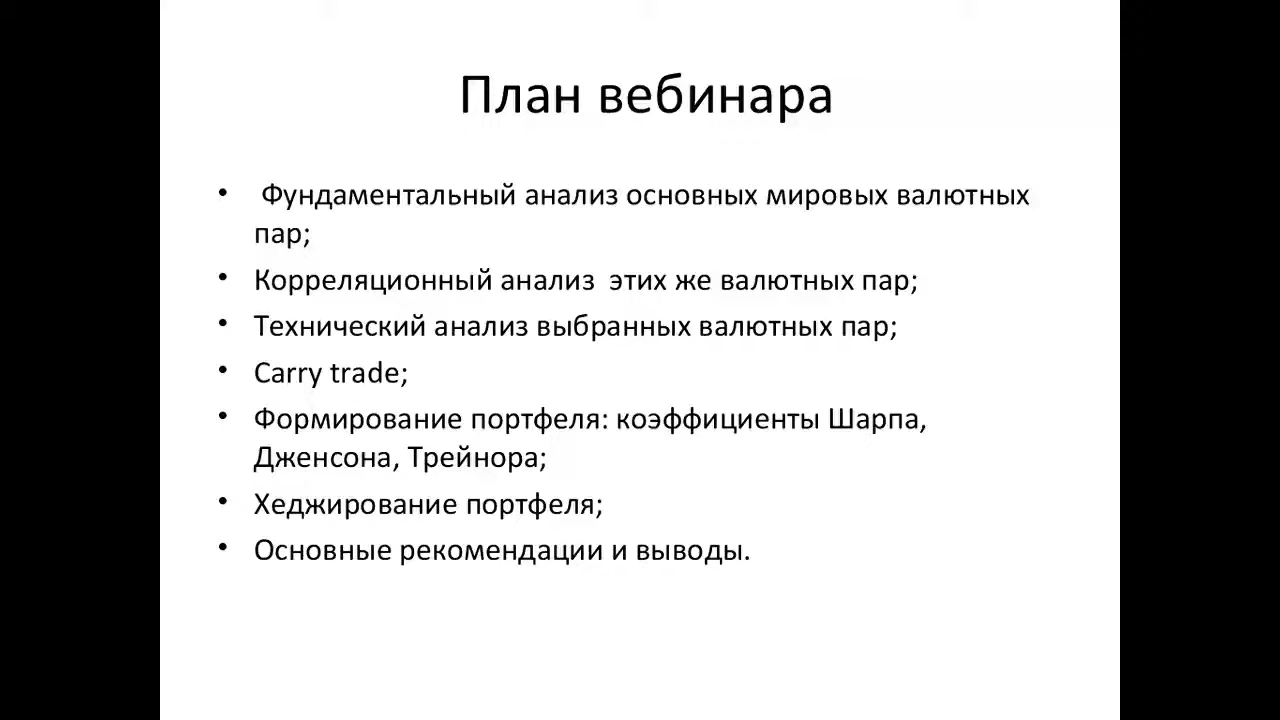 План вебинара
• Фундаментальный анализ основных мировых валютных
пар;
• Корреляционный анализ этих же валютных пар;
• Технический анализ выбранных валютных пар;
• Carry trade;
• Формирование портфеля: коэффициенты Шарпа,
Дженсона, Трейнора;
• Хеджирование портфеля;
• Основные рекомендации и выводы.